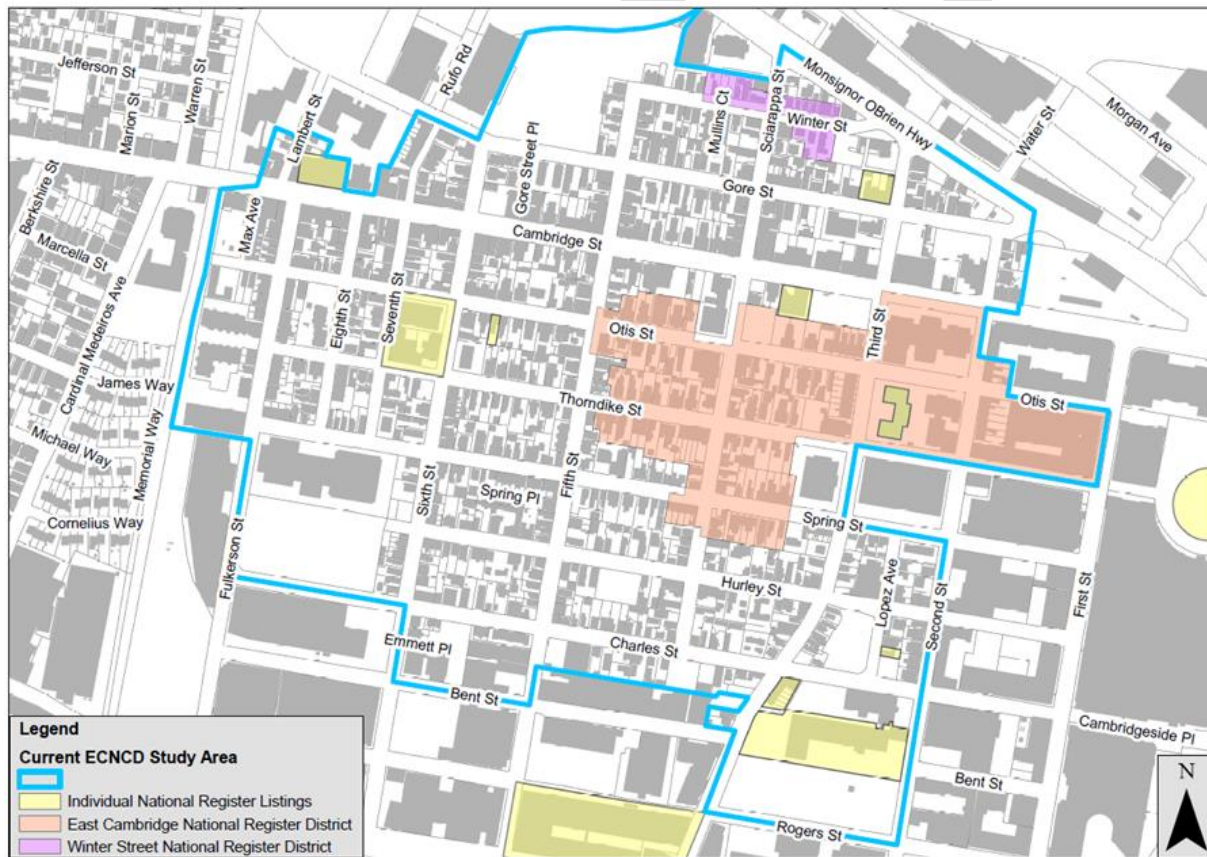 Jefferson St
Marion St
Warren St
Lambert St
Rufo Rd
Berkshire St
Marcella St
Max Ave
Gore Street Pl
Mullins Ct
Sciarappa St
Winter St
Monsignor OBrien Hwy
Water St
Morgan Ave
Gore St
Cambridge St
Cardinal Medeiros Ave
Eighth St
Seventh St
Otis St
Third St
James Way
Memorial Way
Thorndike St
Otis St
Michael Way
Sixth St
Spring Pl
Fifth St
Spring St
Cornelius Way
Fulkerson St
Hurley St
Lopez Ave
Second St
First St
Emmett Pl
Charles St
Bent St
Cambridgeside Pl
Bent St
Rogers St
Legend
Current ECNCD Study Area
Individual National Register Listings
East Cambridge National Register District
Winter Street National Register District
N